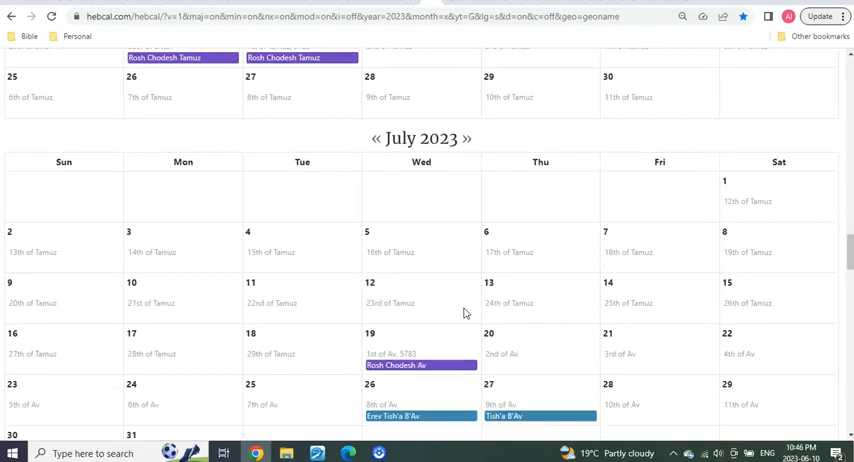 hebcal.com/hebcal/?v=1&maj=on&min=on&nx=on&mod=on&i=off&year=2023&month=x&yt=G&lg=s&d=on&c=off&geo=geoname
AI
Update
Bible
Personal
Other bookmarks
Rosh Chodesh Tamuz
Rosh Chodesh Tamuz
25 26 27 28 29 30
6th of Tamuz 7th of Tamuz 8th of Tamuz 9th of Tamuz 10th of Tamuz 11th of Tamuz
« July 2023 »
Sun Mon Tue Wed Thu Fri Sat
1
12th of Tamuz
2 3 4 5 6 7 8
13th of Tamuz 14th of Tamuz 15th of Tamuz 16th of Tamuz 17th of Tamuz 18th of Tamuz 19th of Tamuz
9 10 11 12 13 14 15
20th of Tamuz 21st of Tamuz 22nd of Tamuz 23rd of Tamuz 24th of Tamuz 25th of Tamuz 26th of Tamuz
16 17 18 19 20 21 22
27th of Tamuz 28th of Tamuz 29th of Tamuz 1st of Av, 5783 2nd of Av 3rd of Av 4th of Av
Rosh Chodesh Av
23 24 25 26 27 28 29
5th of Av 6th of Av 7th of Av 8th of Av 9th of Av 10th of Av 11th of Av
Erev Tish'a B'Av Tish'a B'Av
30 31
Type here to search
19°C Partly cloudy
ENG
10:46 PM
2023-06-10
2